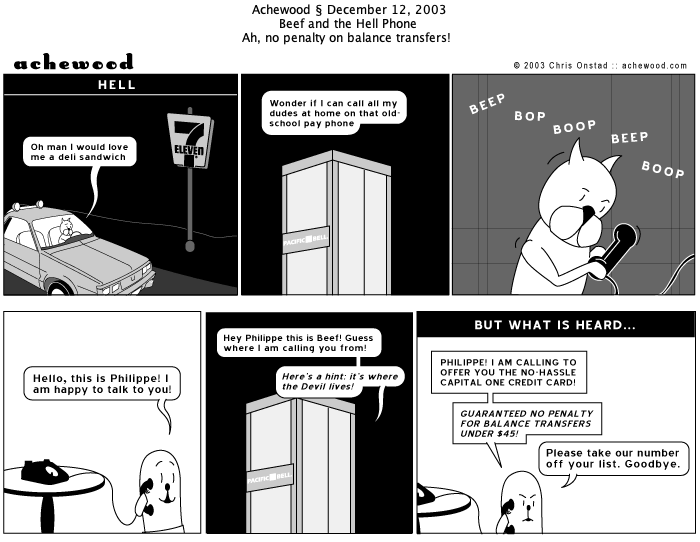 Achewood § December 12, 2003
Beef and the Hell Phone
Ah, no penalty on balance transfers!
achewood
© 2003 Chris Onstad :: achewood.com
HELL
Oh man I would love
me a deli sandwich
7
ELEVEn
Wonder if I can call all my
dudes at home on that old-
school pay phone
PACIFIC BELL
BEEP
BOP
BOOP
BEEP
BOOP
Hello, this is Philippe! I
am happy to talk to you!
Hey Philippe this is Beef! Guess
where I am calling you from!
Here's a hint: it's where
the Devil lives!
PACIFIC BELL
BUT WHAT IS HEARD...
PHILIPPE! I AM CALLING TO
OFFER YOU THE NO-HASSLE
CAPITAL ONE CREDIT CARD!
GUARANTEED NO PENALTY
FOR BALANCE TRANSFERS
UNDER $45!
Please take our number
off your list. Goodbye.